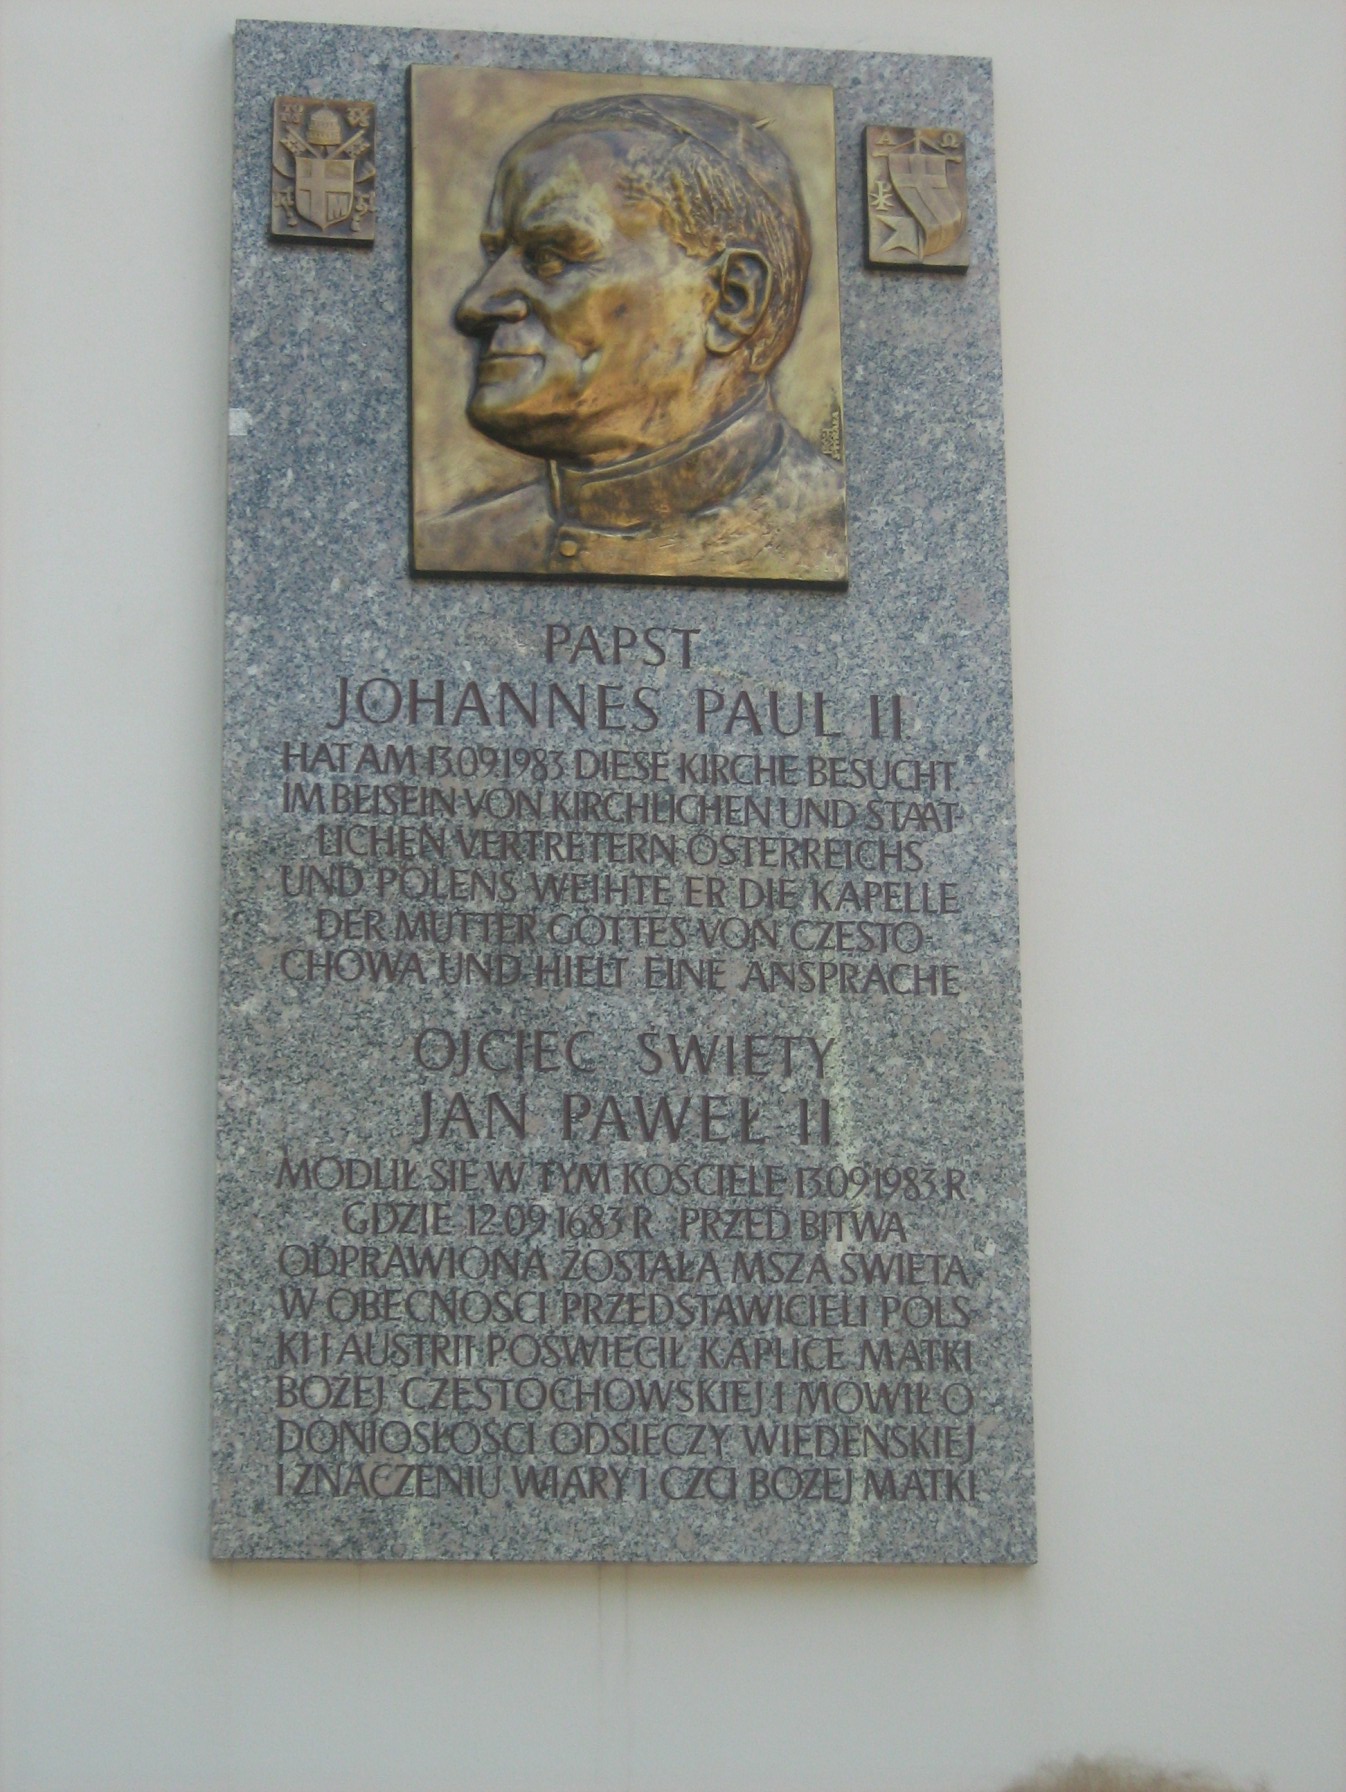 Α Ω
PAPST
JOHANNES PAUL II
HAT AM 13.09.1983 DIESE KIRCHE BESUCHT
IM BEISEIN VON KIRCHLICHEN UND STAAT-
LICHEN VERTRETERN ÖSTERREICHS
UND POLENS WEIHTE ER DIE KAPELLE
DER MUTTER GOTTES VON CZESTO-
CHOWA UND HIELT EINE ANSPRACHE
OJCIEC ŚWIĘTY
JAN PAWEŁ II
MODLIŁ SIĘ W TYM KOŚCIELE 13.09.1983 R
GDZIE 12.09.1683 R PRZED BITWĄ
ODPRAWIONA ZOSTAŁA MSZA ŚWIĘTA
W OBECNOŚCI PRZEDSTAWICIELI POLS-
KI I AUSTRII POŚWIĘCIŁ KAPLICĘ MATKI
BOŻEJ CZĘSTOCHOWSKIEJ I MÓWIŁ O
DONIOSŁOŚCI ODSIECZY WIEDEŃSKIEJ
I ZNACZENIU WIARY I CZCI BOŻEJ MATKI